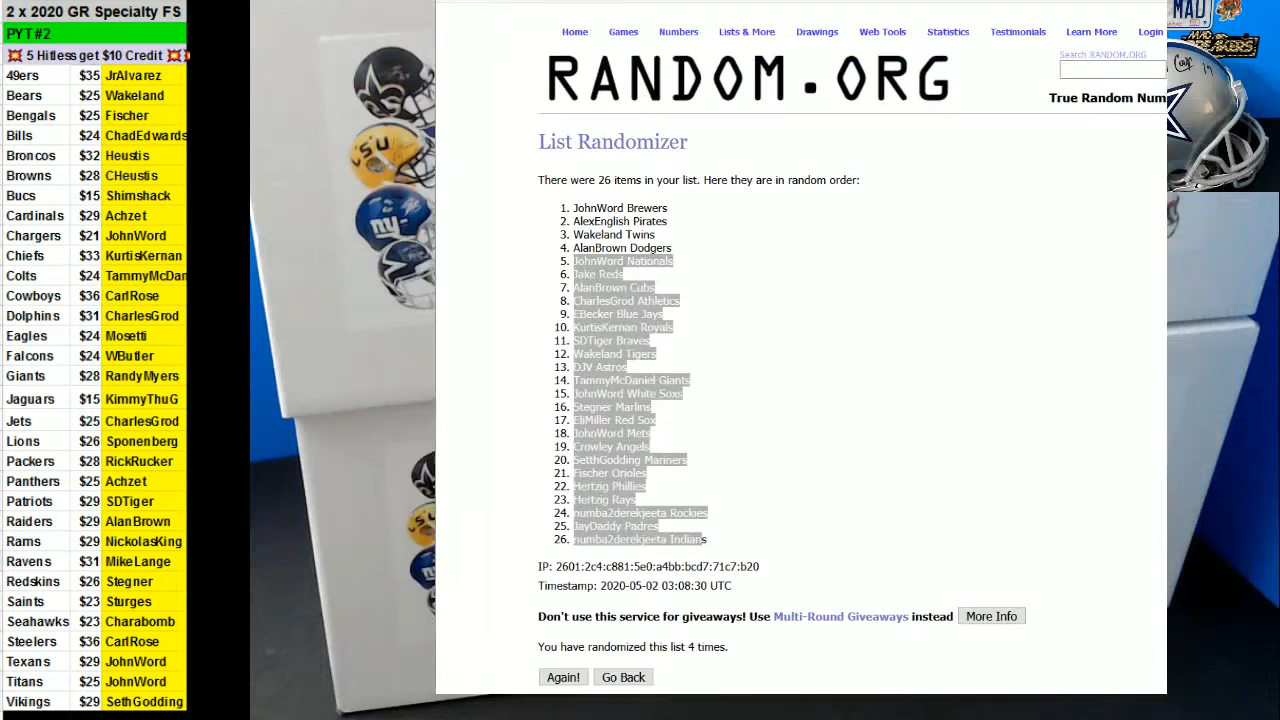 2 x 2020 GR Specialty FS
PYT #2
💥 5 Hitless get $10 Credit 💥
49ers $35 JrAlvarez
Bears $25 Wakeland
Bengals $25 Fischer
Bills $24 ChadEdwards
Broncos $32 Heustis
Browns $28 CHeustis
Bucs $15 Shimshack
Cardinals $29 Achzet
Chargers $21 JohnWord
Chiefs $33 KurtisKernan
Colts $24 TammyMcDan
Cowboys $36 CarlRose
Dolphins $31 CharlesGrod
Eagles $24 Mosetti
Falcons $24 WButler
Giants $28 RandyMyers
Jaguars $15 KimmyThuG
Jets $25 CharlesGrod
Lions $26 Sponenberg
Packers $28 RickRucker
Panthers $25 Achzet
Patriots $29 SDTiger
Raiders $29 AlanBrown
Rams $29 NickolasKing
Ravens $31 MikeLange
Redskins $26 Stegner
Saints $23 Sturges
Seahawks $23 Charabomb
Steelers $36 CarlRose
Texans $29 JohnWord
Titans $25 JohnWord
Vikings $29 SethGodding
Home Games Numbers Lists & More Drawings Web Tools Statistics Testimonials Learn More Login
Search RANDOM.ORG
RANDOM.ORG
True Random Num
List Randomizer
There were 26 items in your list. Here they are in random order:
1. JohnWord Brewers
2. AlexEnglish Pirates
3. Wakeland Twins
4. AlanBrown Dodgers
5. JohnWord Nationals
6. Jake Reds
7. AlanBrown Cubs
8. CharlesGrod Athletics
9. EBecker Blue Jays
10. KurtisKernan Royals
11. SDTiger Braves
12. Wakeland Tigers
13. DJV Astros
14. TammyMcDaniel Giants
15. JohnWord White Soxs
16. Stegner Marlins
17. EliMiller Red Sox
18. JohnWord Mets
19. Crowley Angels
20. SetthGodding Mariners
21. Fischer Orioles
22. Hertzig Phillies
23. Hertzig Rays
24. numba2derekjeeta Rockies
25. JayDaddy Padres
26. numba2derekjeeta Indians
IP: 2601:2c4:c881:5e0:a4bb:bcd7:71c7:b20
Timestamp: 2020-05-02 03:08:30 UTC
Don't use this service for giveaways! Use Multi-Round Giveaways instead More Info
You have randomized this list 4 times.
Again! Go Back
LSU
ny
MAD
BREAKERS